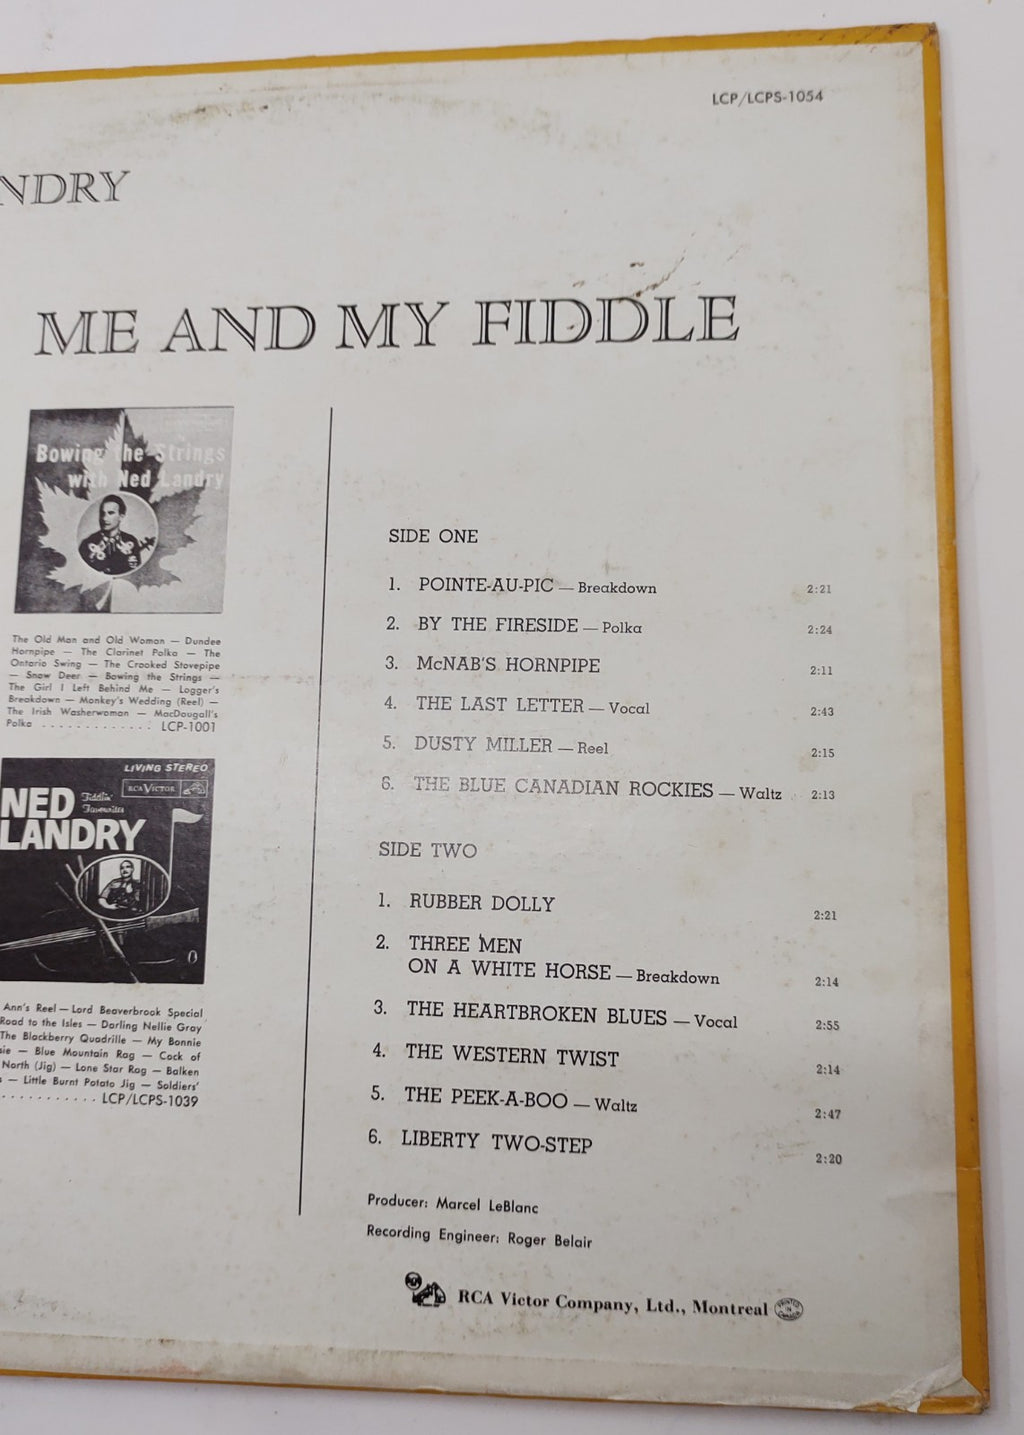 LCP/LCPS-1054
NDRY
ME AND MY FIDDLE
Bowing the Strings
with Ned Landry
The Old Man and Old Woman — Dundee
Hornpipe — The Clarinet Polka — The
Ontario Swing — The Crooked Stovepipe
— Snow Deer — Bowing the Strings —
The Girl I Left Behind Me — Logger's
Breakdown — Monkey's Wedding (Reel) —
The Irish Washerwoman — MacDougall's
Polka . . . . . . . . . . . . . LCP-1001
LIVING STEREO
RCA VICTOR
NED
Fiddlin'
Favourites
LANDRY
Ann's Reel — Lord Beaverbrook Special
Road to the Isles — Darling Nellie Gray
The Blackberry Quadrille — My Bonnie
sie — Blue Mountain Rag — Cock of
North (Jig) — Lone Star Rag — Balken
s — Little Burnt Potato Jig — Soldiers'
. . . . . . . . . . . LCP/LCPS-1039
SIDE ONE
1. POINTE-AU-PIC — Breakdown 2:21
2. BY THE FIRESIDE — Polka 2:24
3. McNAB'S HORNPIPE 2:11
4. THE LAST LETTER — Vocal 2:43
5. DUSTY MILLER — Reel 2:15
6. THE BLUE CANADIAN ROCKIES — Waltz 2:13
SIDE TWO
1. RUBBER DOLLY 2:21
2. THREE MEN
ON A WHITE HORSE — Breakdown 2:14
3. THE HEARTBROKEN BLUES — Vocal 2:55
4. THE WESTERN TWIST 2:14
5. THE PEEK-A-BOO — Waltz 2:47
6. LIBERTY TWO-STEP 2:20
Producer: Marcel LeBlanc
Recording Engineer: Roger Belair
RCA Victor Company, Ltd., Montreal
PRINTED IN CANADA